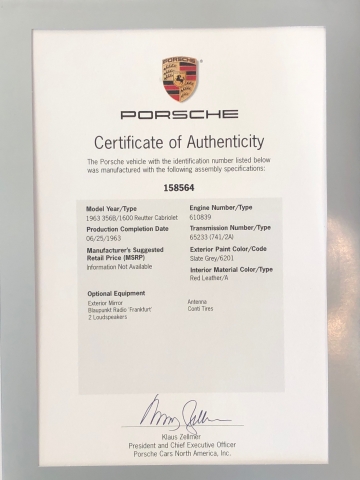 PORSCHE
PORSCHE
Certificate of Authenticity
The Porsche vehicle with the identification number listed below
was manufactured with the following assembly specifications:
158564
Model Year/Type
1963 356B/1600 Reutter Cabriolet
Production Completion Date
06/25/1963
Manufacturer's Suggested
Retail Price (MSRP)
Information Not Available
Engine Number/Type
610839
Transmission Number/Type
65233 (741/2A)
Exterior Paint Color/Code
Slate Grey/6201
Interior Material Color/Type
Red Leather/A
Optional Equipment
Exterior Mirror
Blaupunkt Radio 'Frankfurt'
2 Loudspeakers
Antenna
Conti Tires
Klaus Zellmer
President and Chief Executive Officer
Porsche Cars North America, Inc.